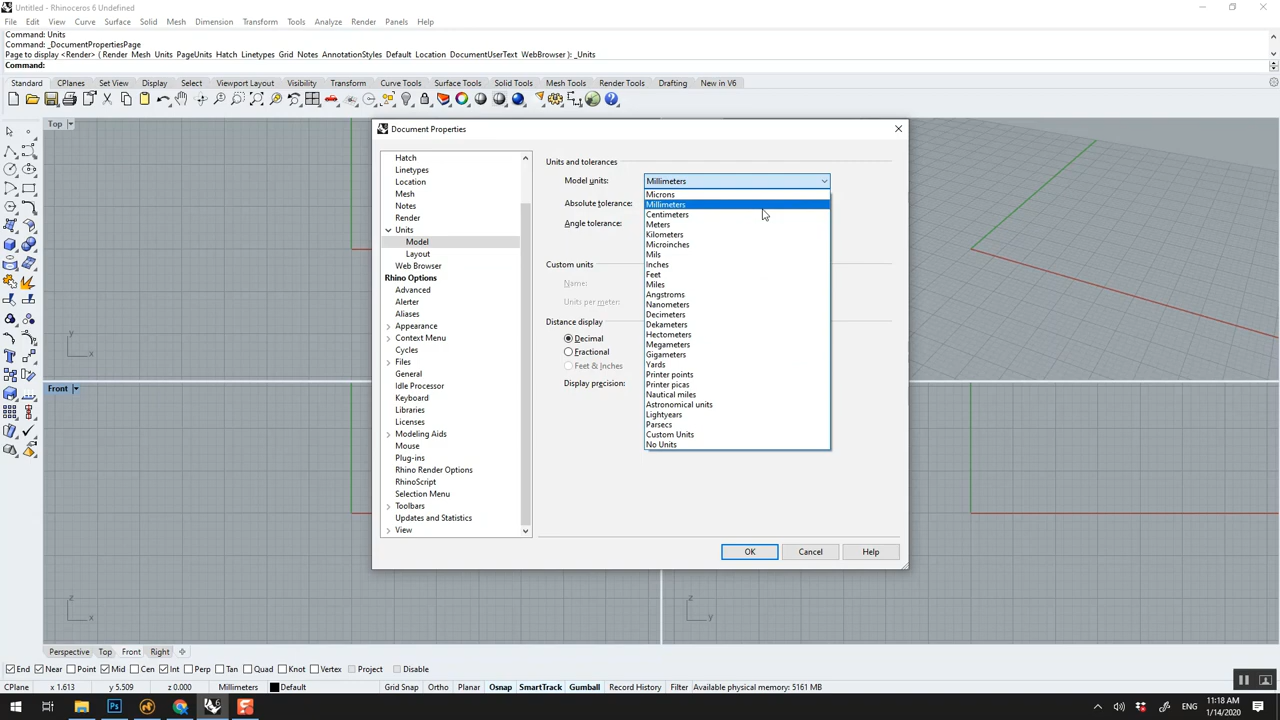 Untitled - Rhinoceros 6 Undefined
File Edit View Curve Surface Solid Mesh Dimension Transform Tools Analyze Render Panels Help
Command: Units
Command: _DocumentPropertiesPage
Page to display <Render> ( Render Mesh Units PageUnits Hatch Linetypes Grid Notes AnnotationStyles Default Location DocumentUserText WebBrowser ): _Units
Command:
Standard CPlanes Set View Display Select Viewport Layout Visibility Transform Curve Tools Surface Tools Solid Tools Mesh Tools Render Tools Drafting New in V6
Top
Document Properties
Hatch
Linetypes
Location
Mesh
Notes
Render
Units
Model
Layout
Web Browser
Rhino Options
Advanced
Alerter
Aliases
Appearance
Context Menu
Cycles
Files
General
Idle Processor
Keyboard
Libraries
Licenses
Modeling Aids
Mouse
Plug-ins
Rhino Render Options
RhinoScript
Selection Menu
Toolbars
Updates and Statistics
View
Units and tolerances
Model units: Millimeters
Absolute tolerance:
Angle tolerance:
Custom units
Name:
Units per meter:
Distance display
Decimal
Fractional
Feet & Inches
Display precision:
Microns
Millimeters
Centimeters
Meters
Kilometers
Microinches
Mils
Inches
Feet
Miles
Angstroms
Nanometers
Decimeters
Dekameters
Hectometers
Megameters
Gigameters
Yards
Printer points
Printer picas
Nautical miles
Astronomical units
Lightyears
Parsecs
Custom Units
No Units
OK Cancel Help
y
x
Front
z
x
z
y
Perspective Top Front Right
End Near Point Mid Cen Int Perp Tan Quad Knot Vertex Project Disable
CPlane x 1.613 y 5.509 z 0.000 Millimeters Default Grid Snap Ortho Planar Osnap SmartTrack Gumball Record History Filter Available physical memory: 5161 MB
11:18 AM
1/14/2020